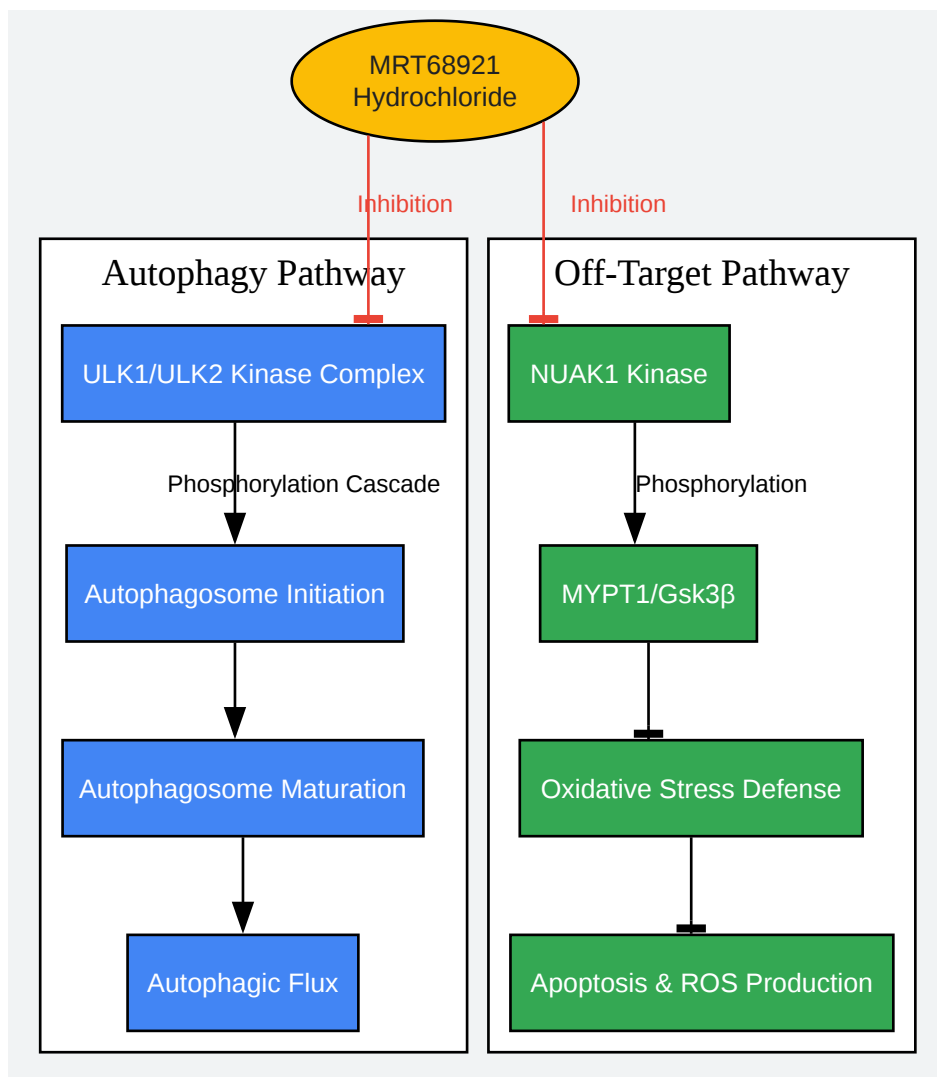 MRT68921
Hydrochloride
Inhibition
Inhibition
Autophagy Pathway
Off-Target Pathway
ULK1/ULK2 Kinase Complex
NUAK1 Kinase
Phosphorylation Cascade
Phosphorylation
Autophagosome Initiation
MYPT1/Gsk3β
Autophagosome Maturation
Oxidative Stress Defense
Autophagic Flux
Apoptosis & ROS Production